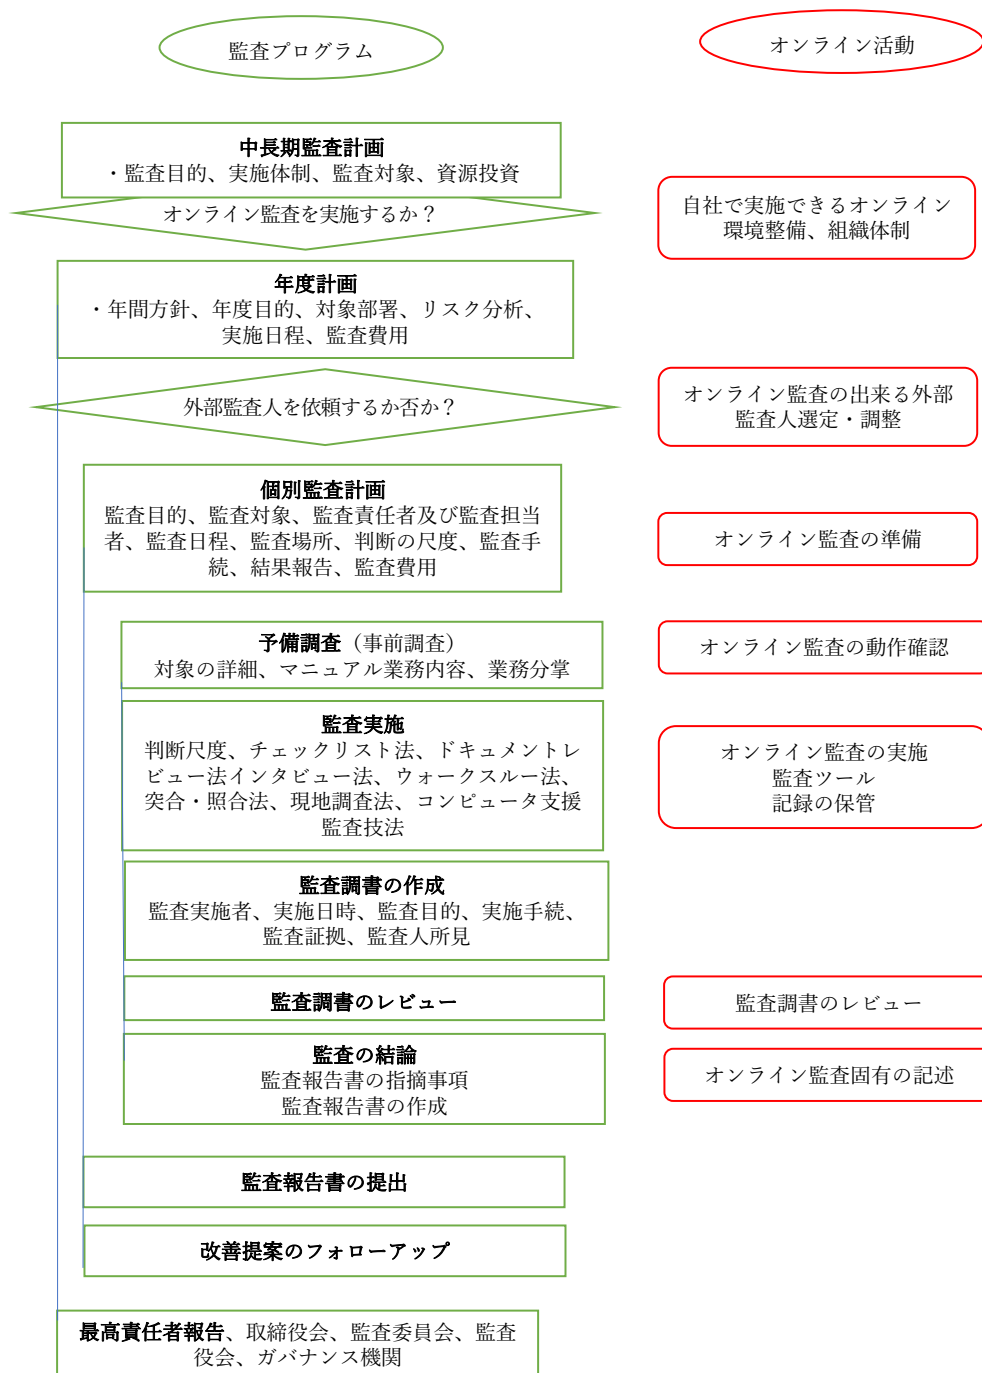 監査プログラム
オンライン活動
中長期監査計画
・監査目的、実施体制、監査対象、資源投資
オンライン監査を実施するか？
自社で実施できるオンライン
環境整備、組織体制
年度計画
・年間方針、年度目的、対象部署、リスク分析、
実施日程、監査費用
外部監査人を依頼するか否か？
オンライン監査の出来る外部
監査人選定・調整
個別監査計画
監査目的、監査対象、監査責任者及び監査担当
者、監査日程、監査場所、判断の尺度、監査手
続、結果報告、監査費用
オンライン監査の準備
予備調査（事前調査）
対象の詳細、マニュアル業務内容、業務分掌
オンライン監査の動作確認
監査実施
判断尺度、チェックリスト法、ドキュメントレ
ビュー法インタビュー法、ウォークスルー法、
突合・照合法、現地調査法、コンピュータ支援
監査技法
オンライン監査の実施
監査ツール
記録の保管
監査調書の作成
監査実施者、実施日時、監査目的、実施手続、
監査証拠、監査人所見
監査調書のレビュー
監査調書のレビュー
監査の結論
監査報告書の指摘事項
監査報告書の作成
オンライン監査固有の記述
監査報告書の提出
改善提案のフォローアップ
最高責任者報告、取締役会、監査委員会、監査
役会、ガバナンス機関